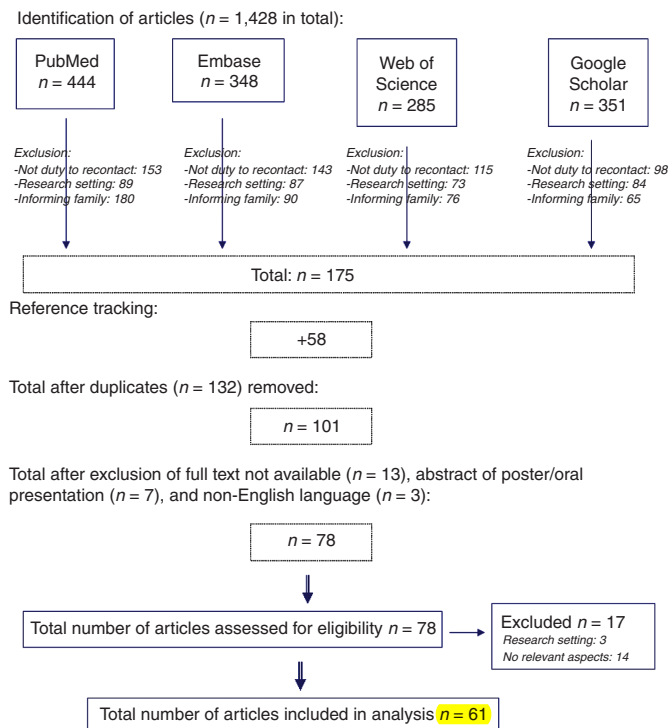 Identification of articles (n = 1,428 in total):
PubMed
n = 444
Embase
n = 348
Web of
Science
n = 285
Google
Scholar
n = 351
Exclusion:
-Not duty to recontact: 153
-Research setting: 89
-Informing family: 180
Exclusion:
-Not duty to recontact: 143
-Research setting: 87
-Informing family: 90
Exclusion:
-Not duty to recontact: 115
-Research setting: 73
-Informing family: 76
Exclusion:
-Not duty to recontact: 98
-Research setting: 84
-Informing family: 65
Total: n = 175
Reference tracking:
+58
Total after duplicates (n = 132) removed:
n = 101
Total after exclusion of full text not available (n = 13), abstract of poster/oral
presentation (n = 7), and non-English language (n = 3):
n = 78
Total number of articles assessed for eligibility n = 78
Excluded n = 17
Research setting: 3
No relevant aspects: 14
Total number of articles included in analysis n = 61